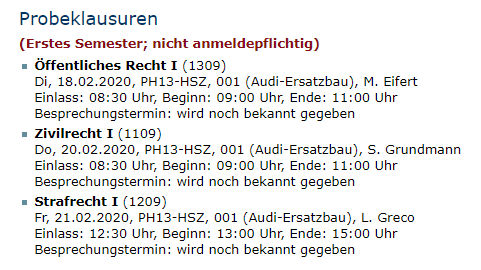 Probeklausuren
(Erstes Semester; nicht anmeldepflichtig)
Öffentliches Recht I (1309)
Di, 18.02.2020, PH13-HSZ, 001 (Audi-Ersatzbau), M. Eifert
Einlass: 08:30 Uhr, Beginn: 09:00 Uhr, Ende: 11:00 Uhr
Besprechungstermin: wird noch bekannt gegeben
Zivilrecht I (1109)
Do, 20.02.2020, PH13-HSZ, 001 (Audi-Ersatzbau), S. Grundmann
Einlass: 08:30 Uhr, Beginn: 09:00 Uhr, Ende: 11:00 Uhr
Besprechungstermin: wird noch bekannt gegeben
Strafrecht I (1209)
Fr, 21.02.2020, PH13-HSZ, 001 (Audi-Ersatzbau), L. Greco
Einlass: 12:30 Uhr, Beginn: 13:00 Uhr, Ende: 15:00 Uhr
Besprechungstermin: wird noch bekannt gegeben